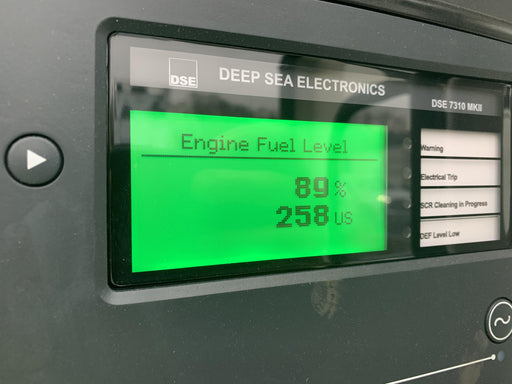 DSE DEEP SEA ELECTRONICS
DSE 7310 MKII
Engine Fuel Level
89 %
258 US
Warning
Electrical Trip
SCR Cleaning in Progress
DEF Level Low